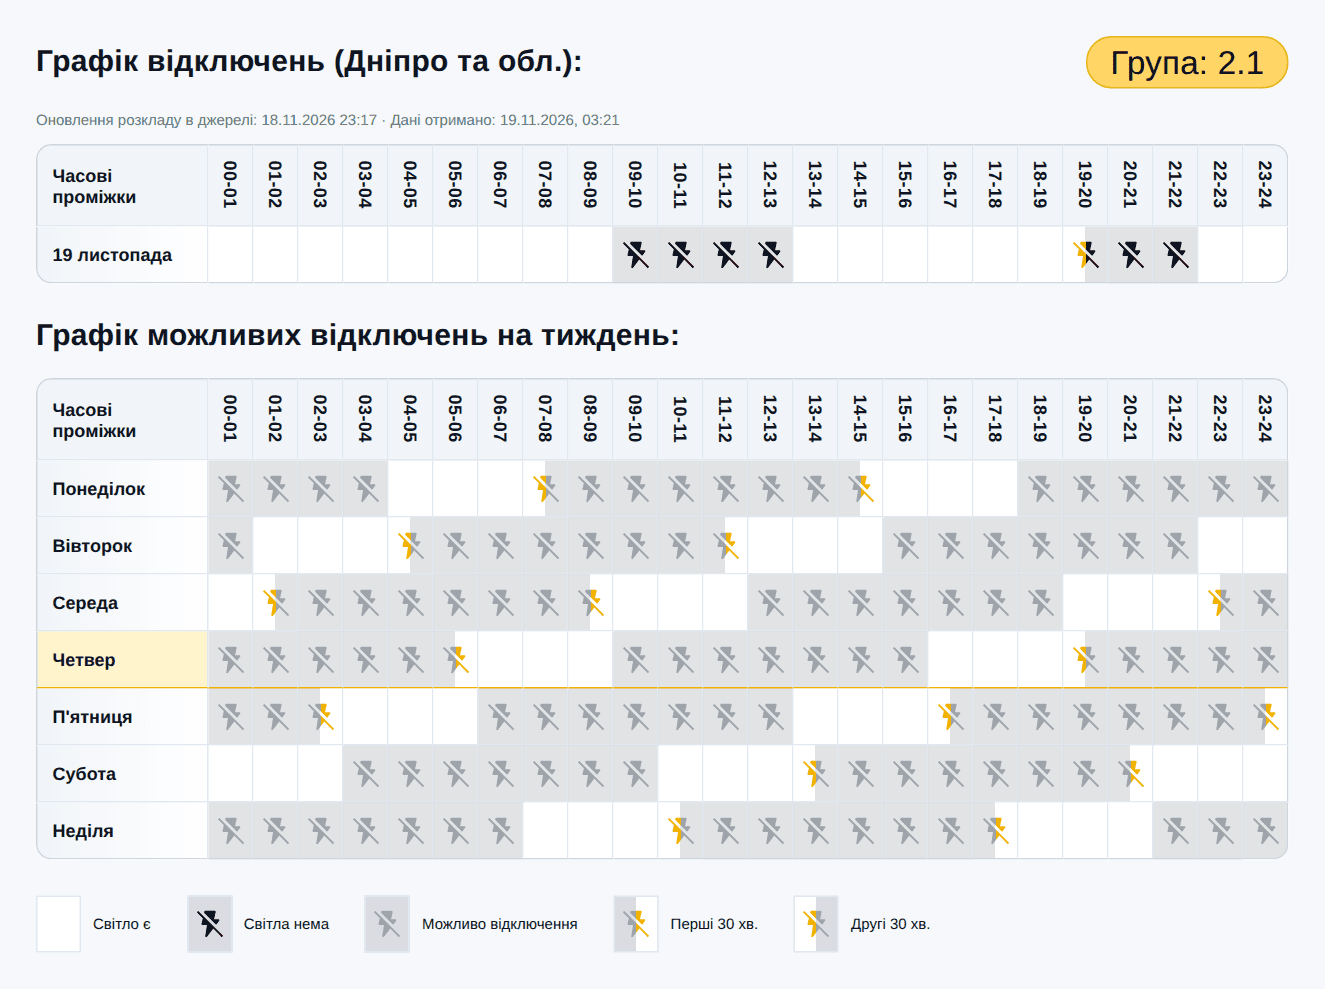 Графік відключень (Дніпро та обл.):
Група: 2.1
Оновлення розкладу в джерелі: 18.11.2026 23:17 · Дані отримано: 19.11.2026, 03:21
Часові проміжки 00-01 01-02 02-03 03-04 04-05 05-06 06-07 07-08 08-09 09-10 10-11 11-12 12-13 13-14 14-15 15-16 16-17 17-18 18-19 19-20 20-21 21-22 22-23 23-24
19 листопада
Графік можливих відключень на тиждень:
Часові проміжки 00-01 01-02 02-03 03-04 04-05 05-06 06-07 07-08 08-09 09-10 10-11 11-12 12-13 13-14 14-15 15-16 16-17 17-18 18-19 19-20 20-21 21-22 22-23 23-24
Понеділок
Вівторок
Середа
Четвер
П'ятниця
Субота
Неділя
Світло є Світла нема Можливо відключення Перші 30 хв. Другі 30 хв.